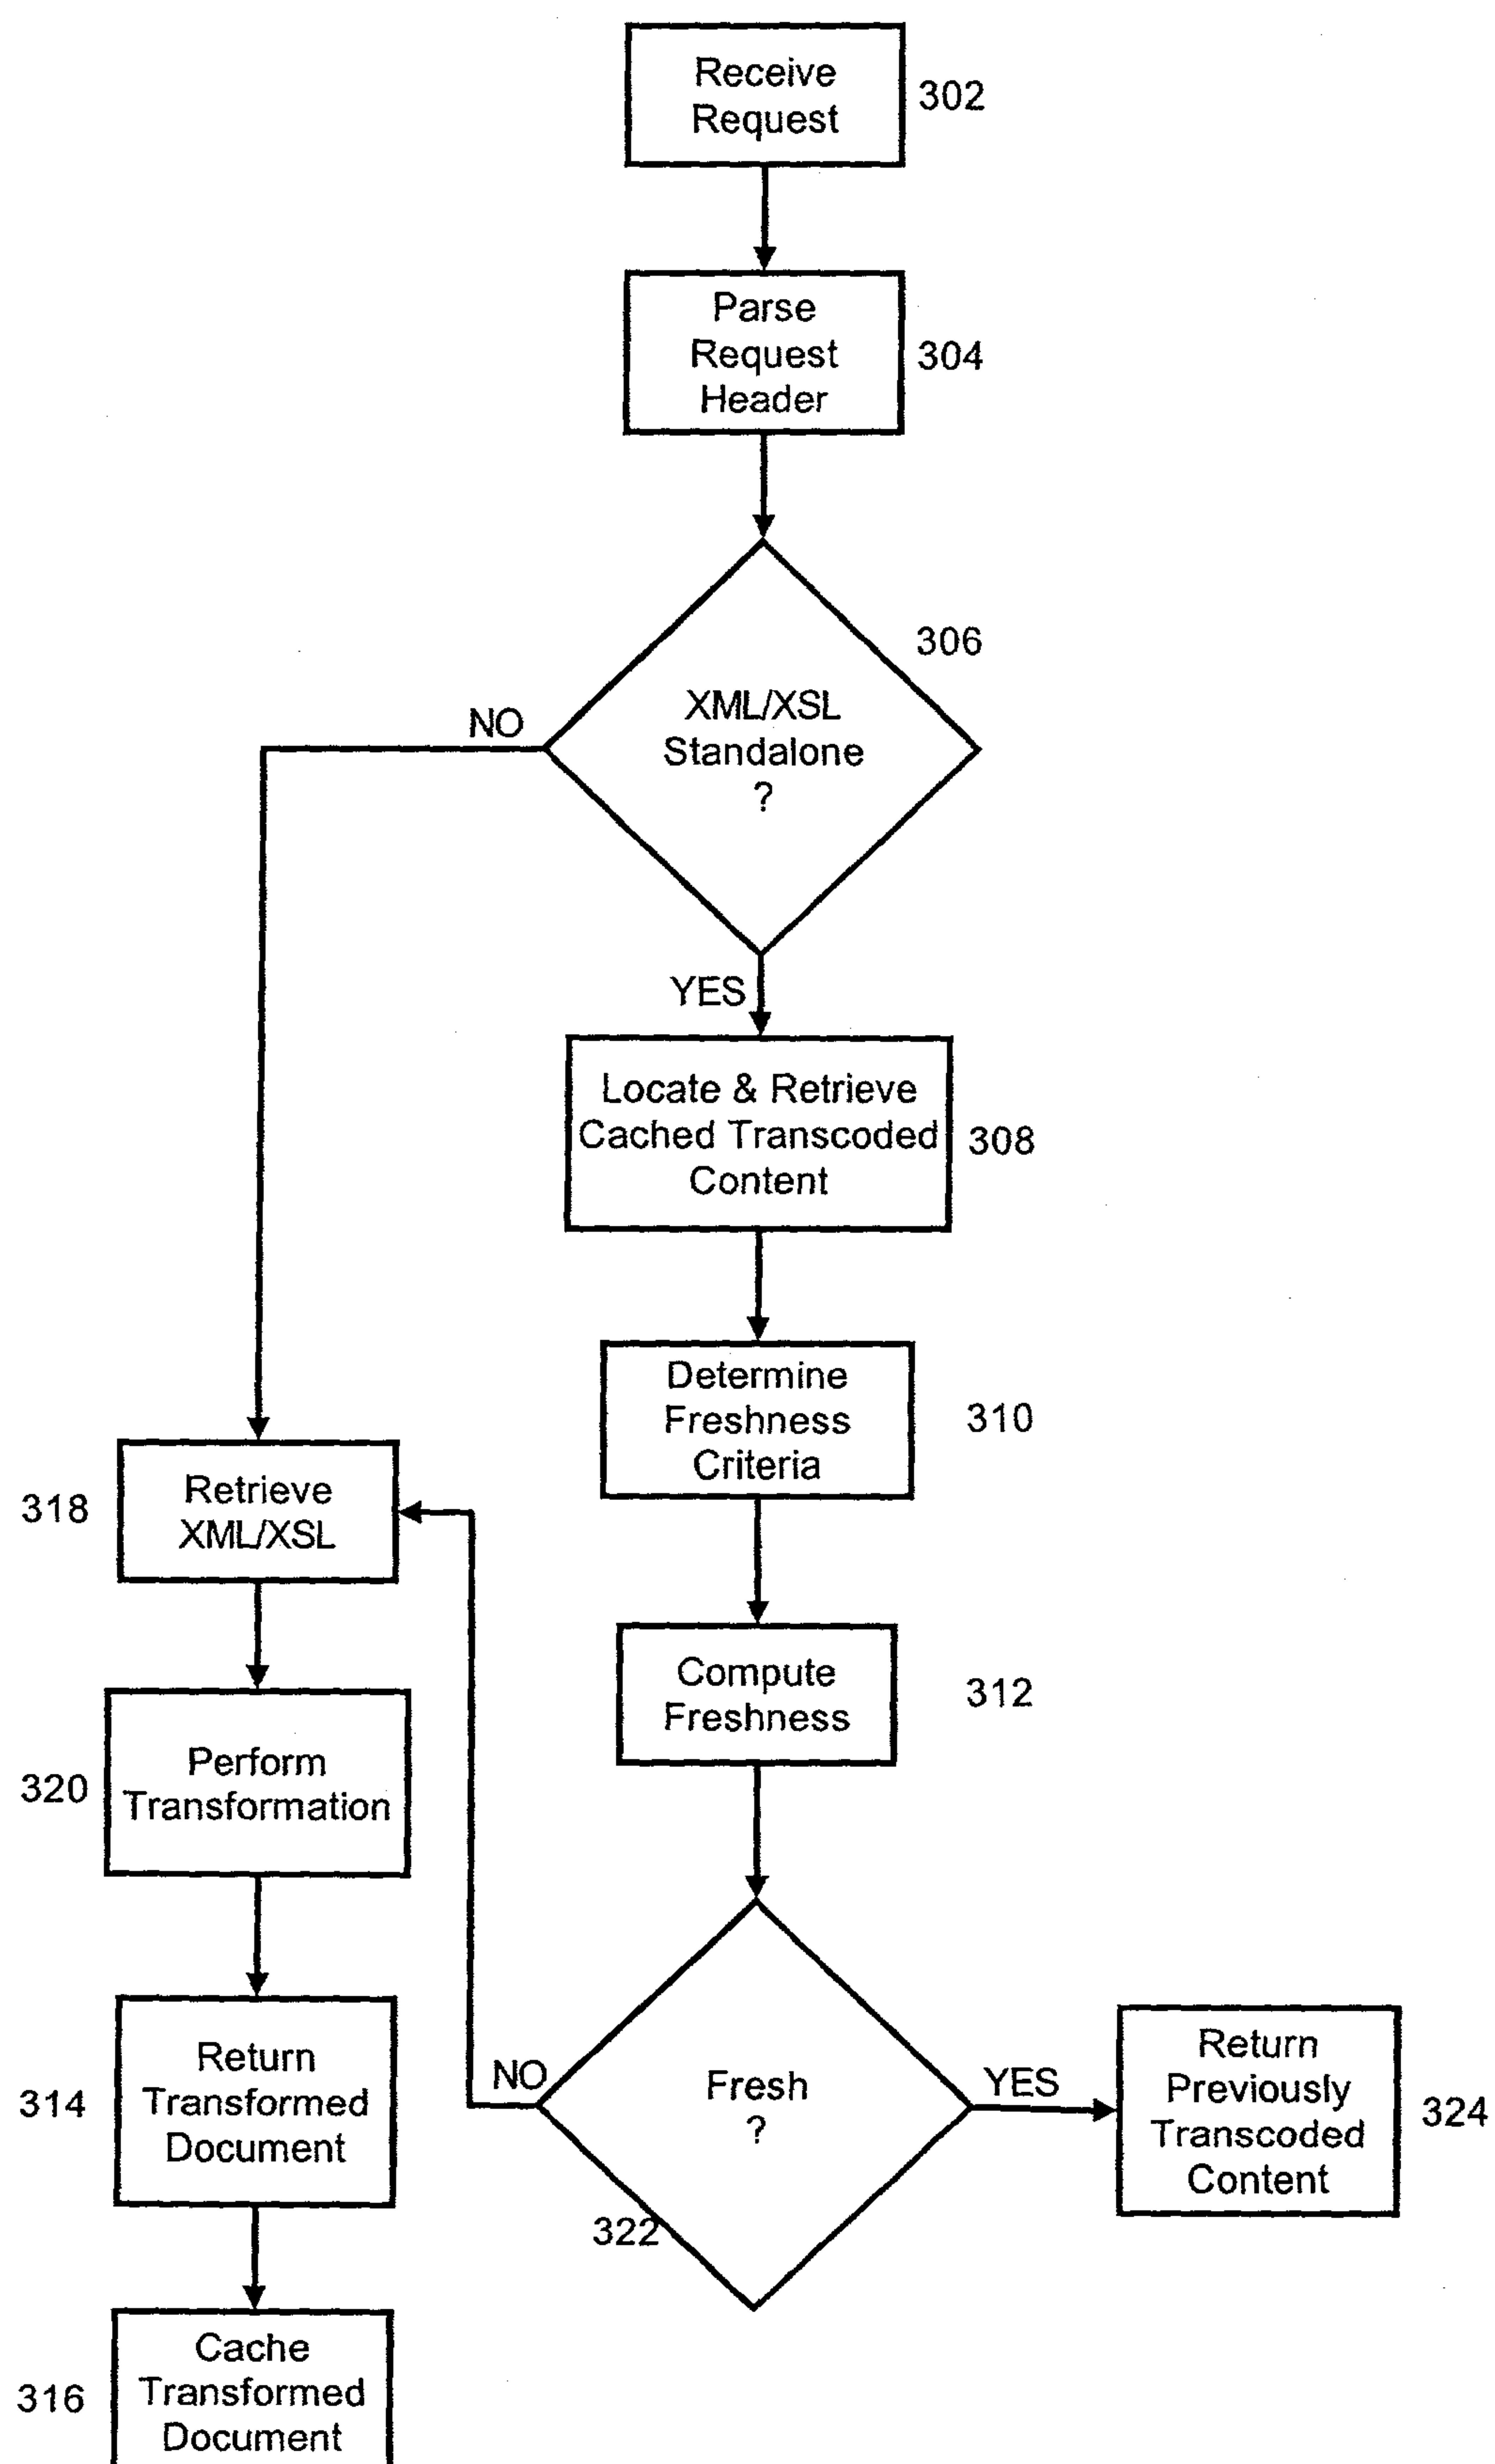 Receive
Request
302
Parse
Request
Header
304
306
XML/XSL
Standalone
?
NO
YES
Locate & Retrieve
Cached Transcoded
Content
308
Determine
Freshness
Criteria
310
318
Retrieve
XML/XSL
Compute
Freshness
312
320
Perform
Transformation
314
Return
Transformed
Document
NO
Fresh
?
YES
322
Return
Previously
Transcoded
Content
324
316
Cache
Transformed
Document